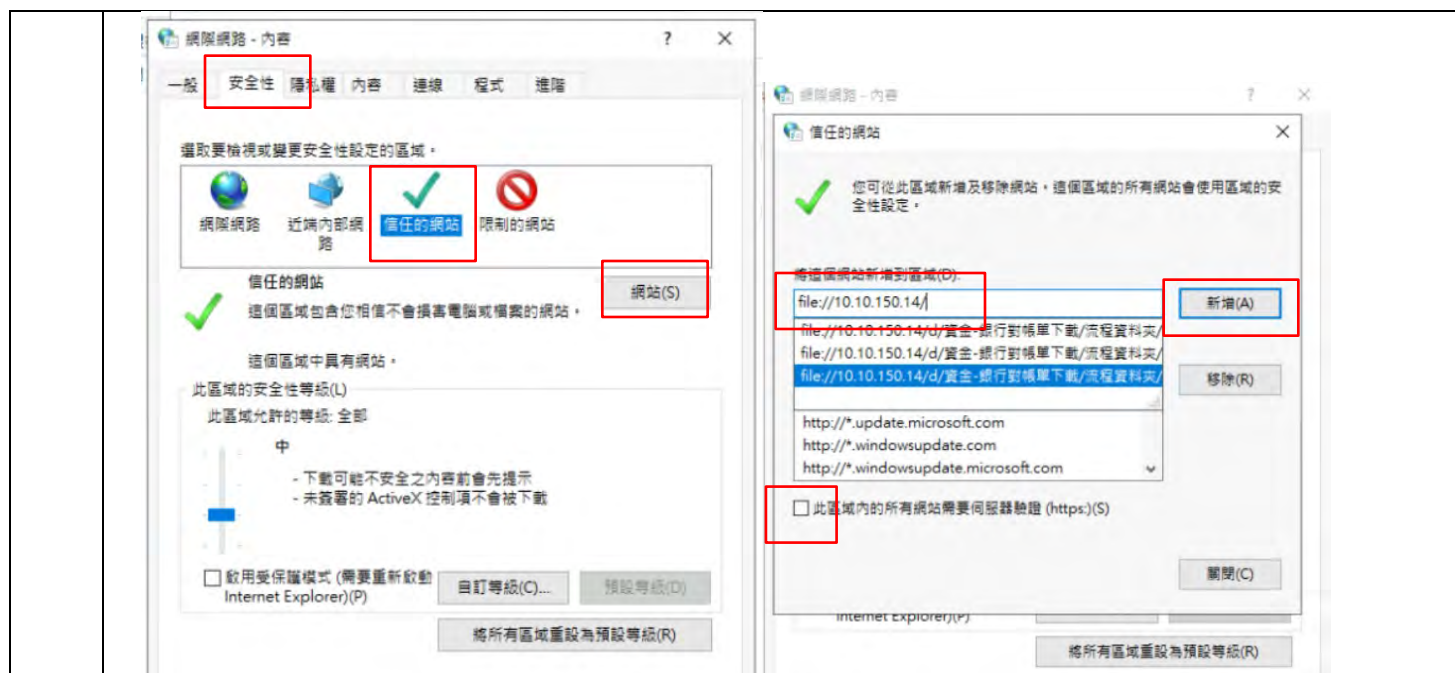 網際網路 - 內容
?
一般 安全性 隱私權 內容 連線 程式 進階
選取要檢視或變更安全性設定的區域。
網際網路
近端內部網
路
信任的網站
限制的網站
信任的網站
網站(S)
這個區域包含您相信不會損害電腦或檔案的網站。
這個區域中具有網站。
此區域的安全性等級(L)
此區域允許的等級: 全部
中
- 下載可能不安全之內容前會先提示
- 未簽署的 ActiveX 控制項不會被下載
啟用受保護模式 (需要重新啟動
Internet Explorer)(P)
自訂等級(C)...
預設等級(D)
將所有區域重設為預設等級(R)
網際網路 - 內容
?
信任的網站
您可從此區域新增及移除網站。這個區域的所有網站會使用區域的安
全性設定。
將這個網站新增到區域(D):
file://10.10.150.14/
新增(A)
file://10.10.150.14/d/資金-銀行對帳單下載/流程資料夾/
file://10.10.150.14/d/資金-銀行對帳單下載/流程資料夾/
file://10.10.150.14/d/資金-銀行對帳單下載/流程資料夾/
移除(R)
http://*.update.microsoft.com
http://*.windowsupdate.com
http://*.windowsupdate.microsoft.com
此區域內的所有網站需要伺服器驗證 (https:)(S)
關閉(C)
Internet Explorer)(P)
將所有區域重設為預設等級(R)